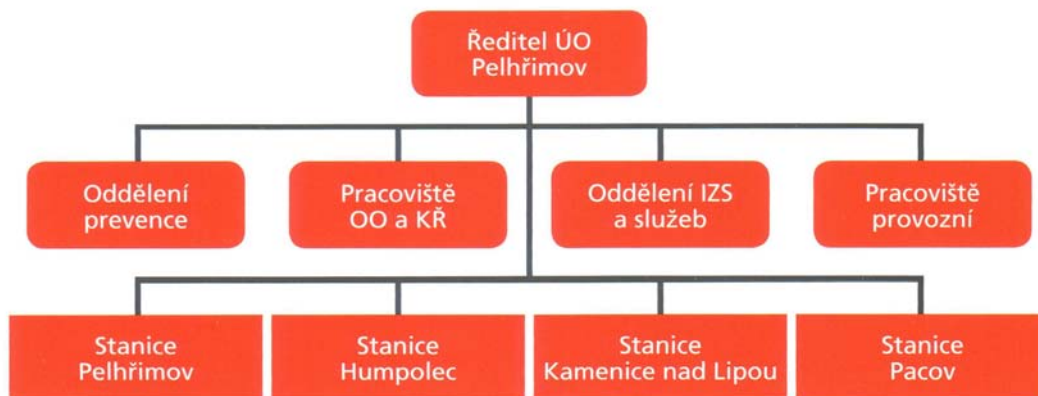 Ředitel ÚO
Pelhřimov
Oddělení
prevence
Pracoviště
OO a KŘ
Oddělení IZS
a služeb
Pracoviště
provozní
Stanice
Pelhřimov
Stanice
Humpolec
Stanice
Kamenice nad Lipou
Stanice
Pacov